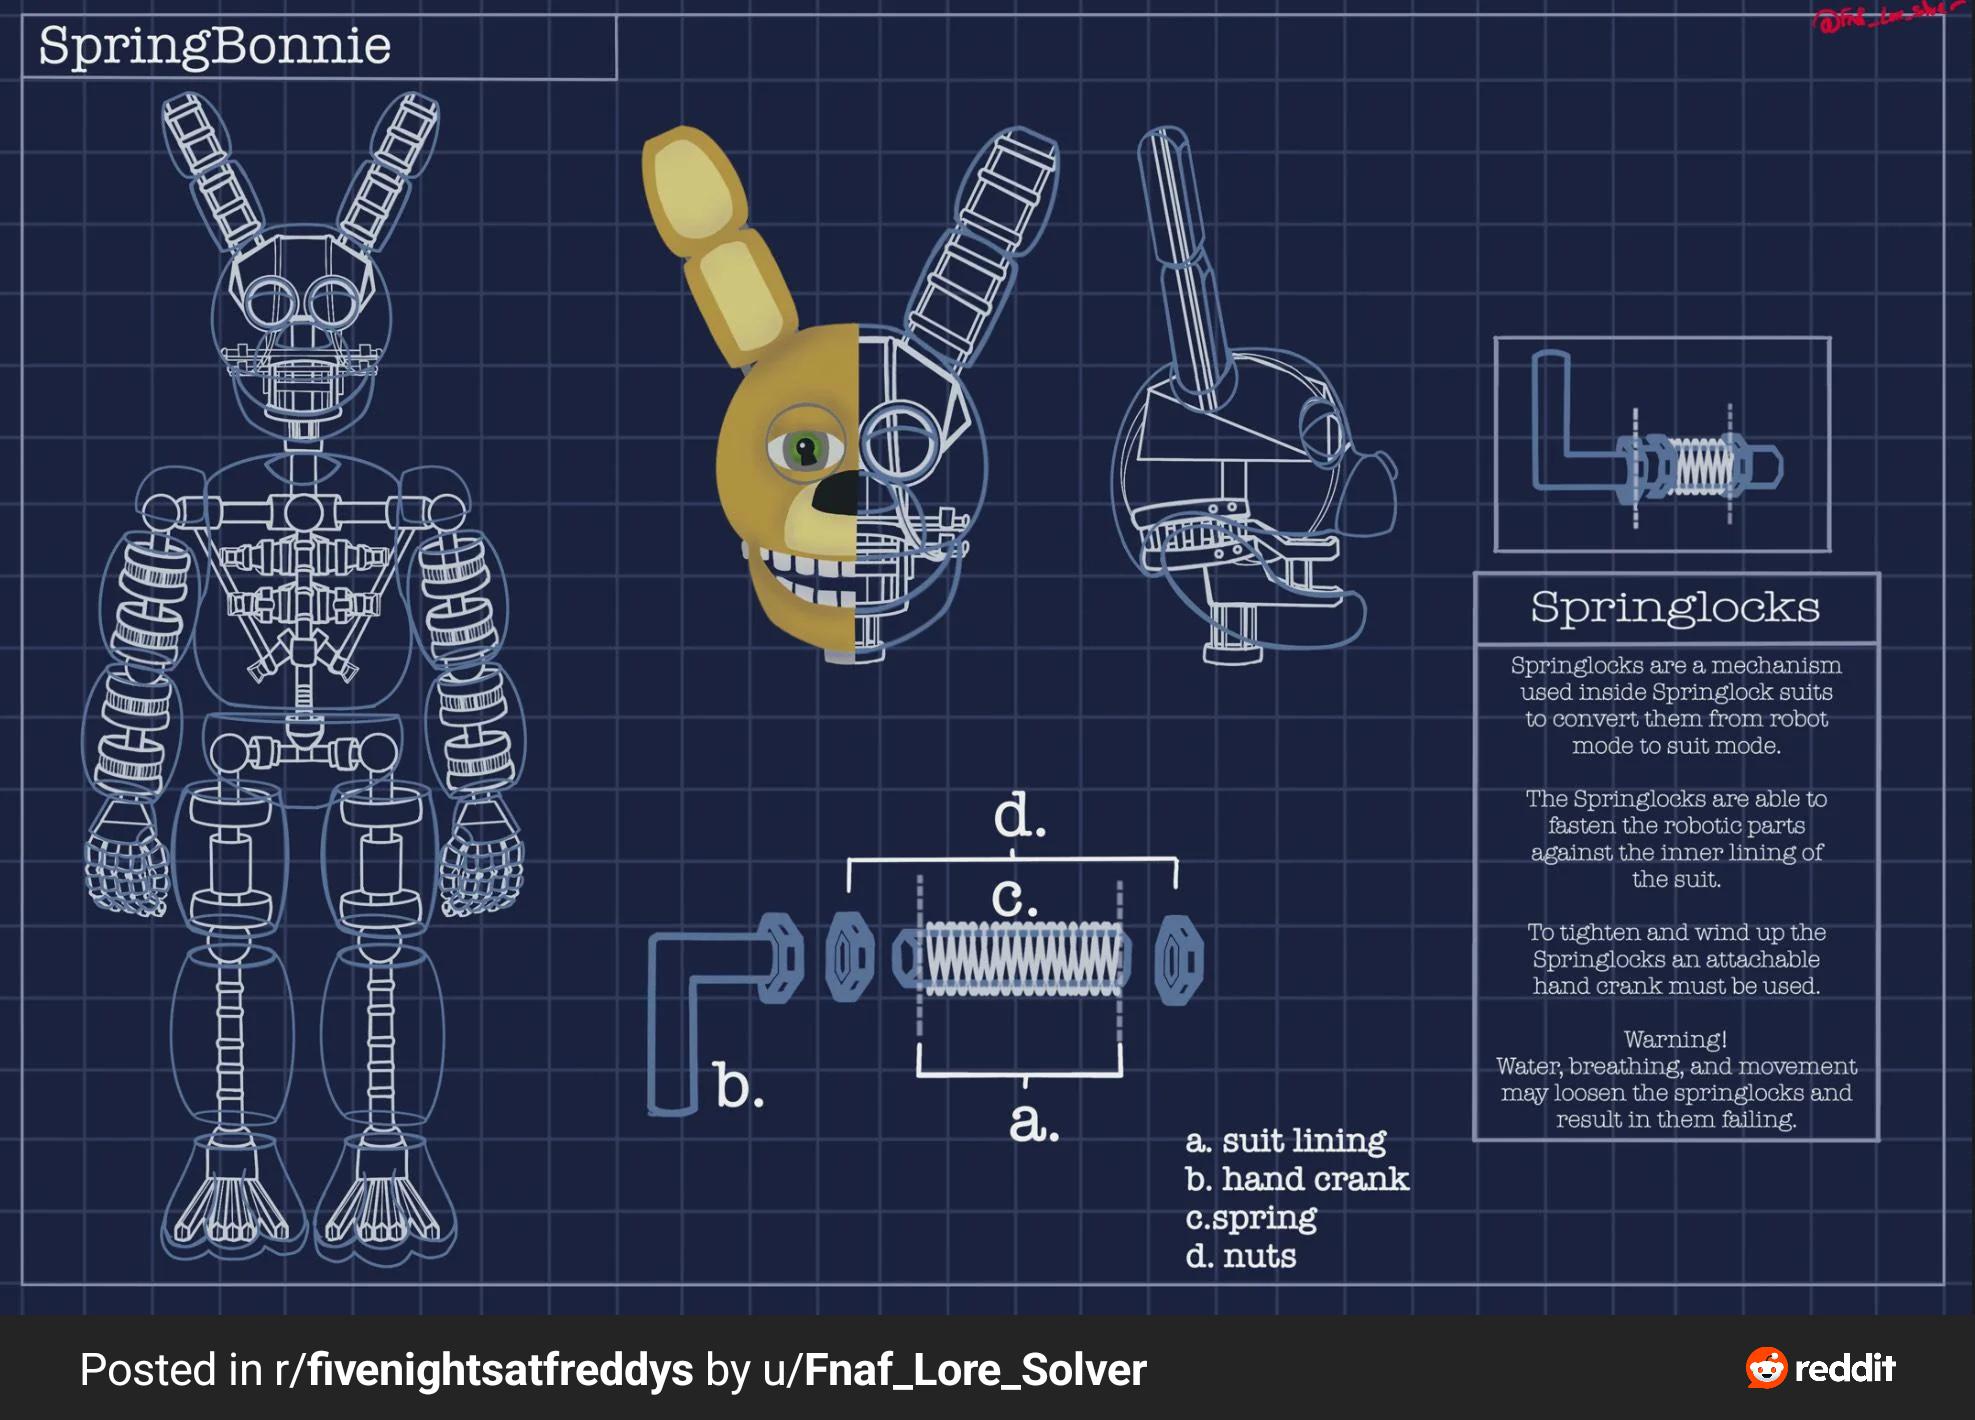 SpringBonnie
@Fnaf_Lore_Solver
Springlocks
Springlocks are a mechanism
used inside Springlock suits
to convert them from robot
mode to suit mode.
The Springlocks are able to
fasten the robotic parts
against the inner lining of
the suit.
To tighten and wind up the
Springlocks an attachable
hand crank must be used.
Warning!
Water, breathing, and movement
may loosen the springlocks and
result in them failing.
d.
c.
b.
a.
a. suit lining
b. hand crank
c.spring
d. nuts
Posted in r/fivenightsatfreddys by u/Fnaf_Lore_Solver
reddit